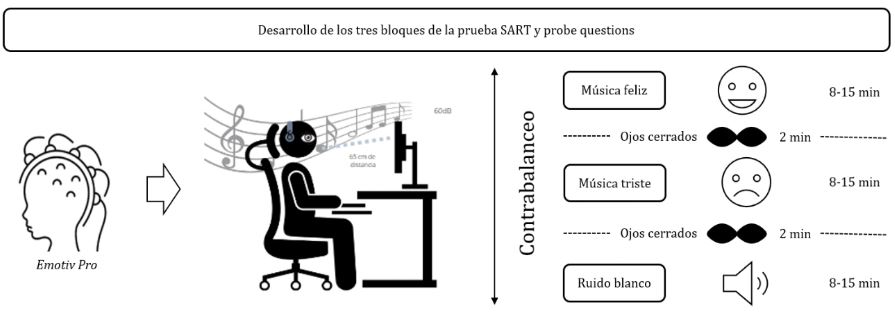 Desarrollo de los tres bloques de la prueba SART y probe questions
Emotiv Pro
60dB
65 cm de
distancia
Contrabalanceo
Música feliz
8-15 min
Ojos cerrados
2 min
Música triste
8-15 min
Ojos cerrados
2 min
Ruido blanco
8-15 min